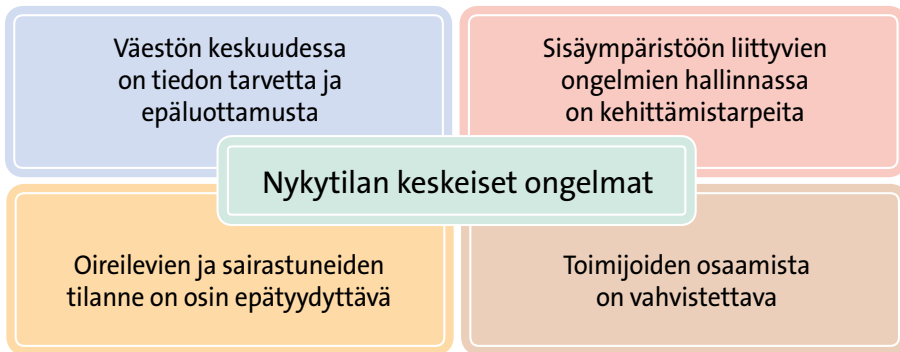 Väestön keskuudessa
on tiedon tarvetta ja
epäluottamusta
Sisäympäristöön liittyvien
ongelmien hallinnassa
on kehittämistarpeita
Nykytilan keskeiset ongelmat
Oireilevien ja sairastuneiden
tilanne on osin epätyydyttävä
Toimijoiden osaamista
on vahvistettava